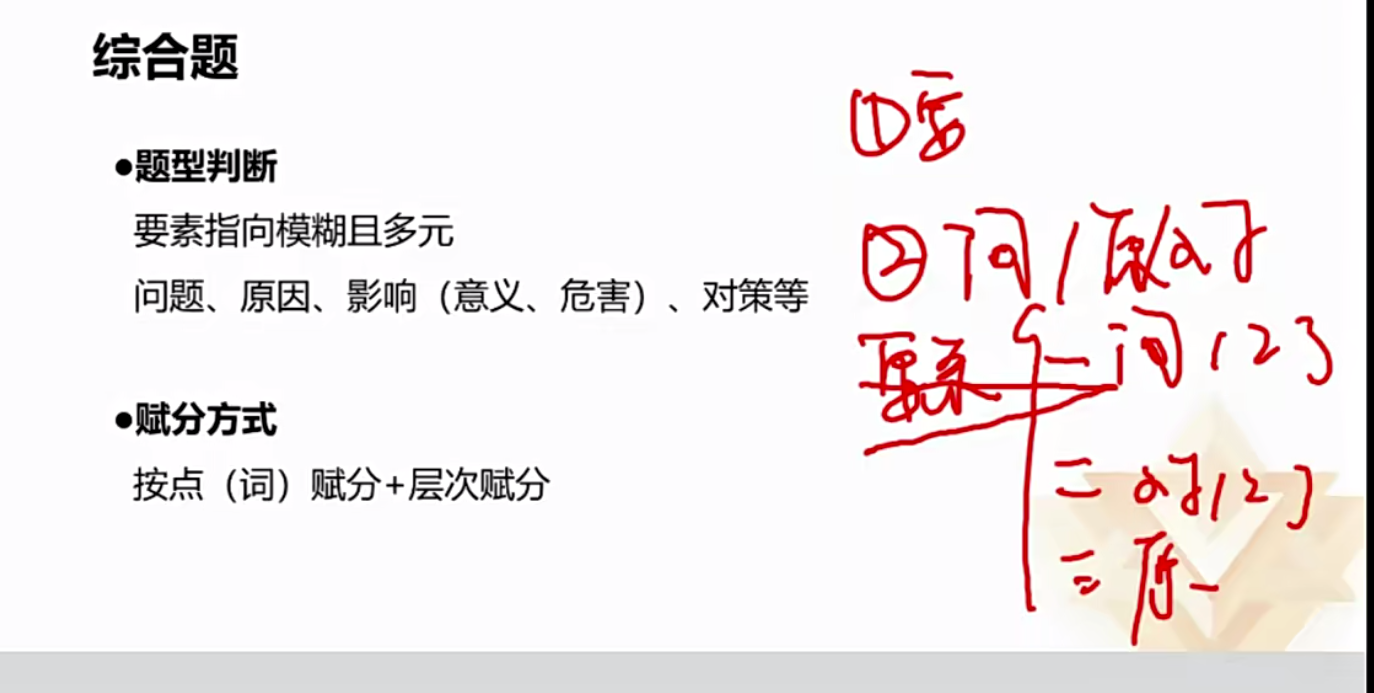 综合题
●题型判断
要素指向模糊且多元
问题、原因、影响（意义、危害）、对策等
●赋分方式
按点（词）赋分+层次赋分
①要
②问/原/对
要素 一问123
二对123
三原一